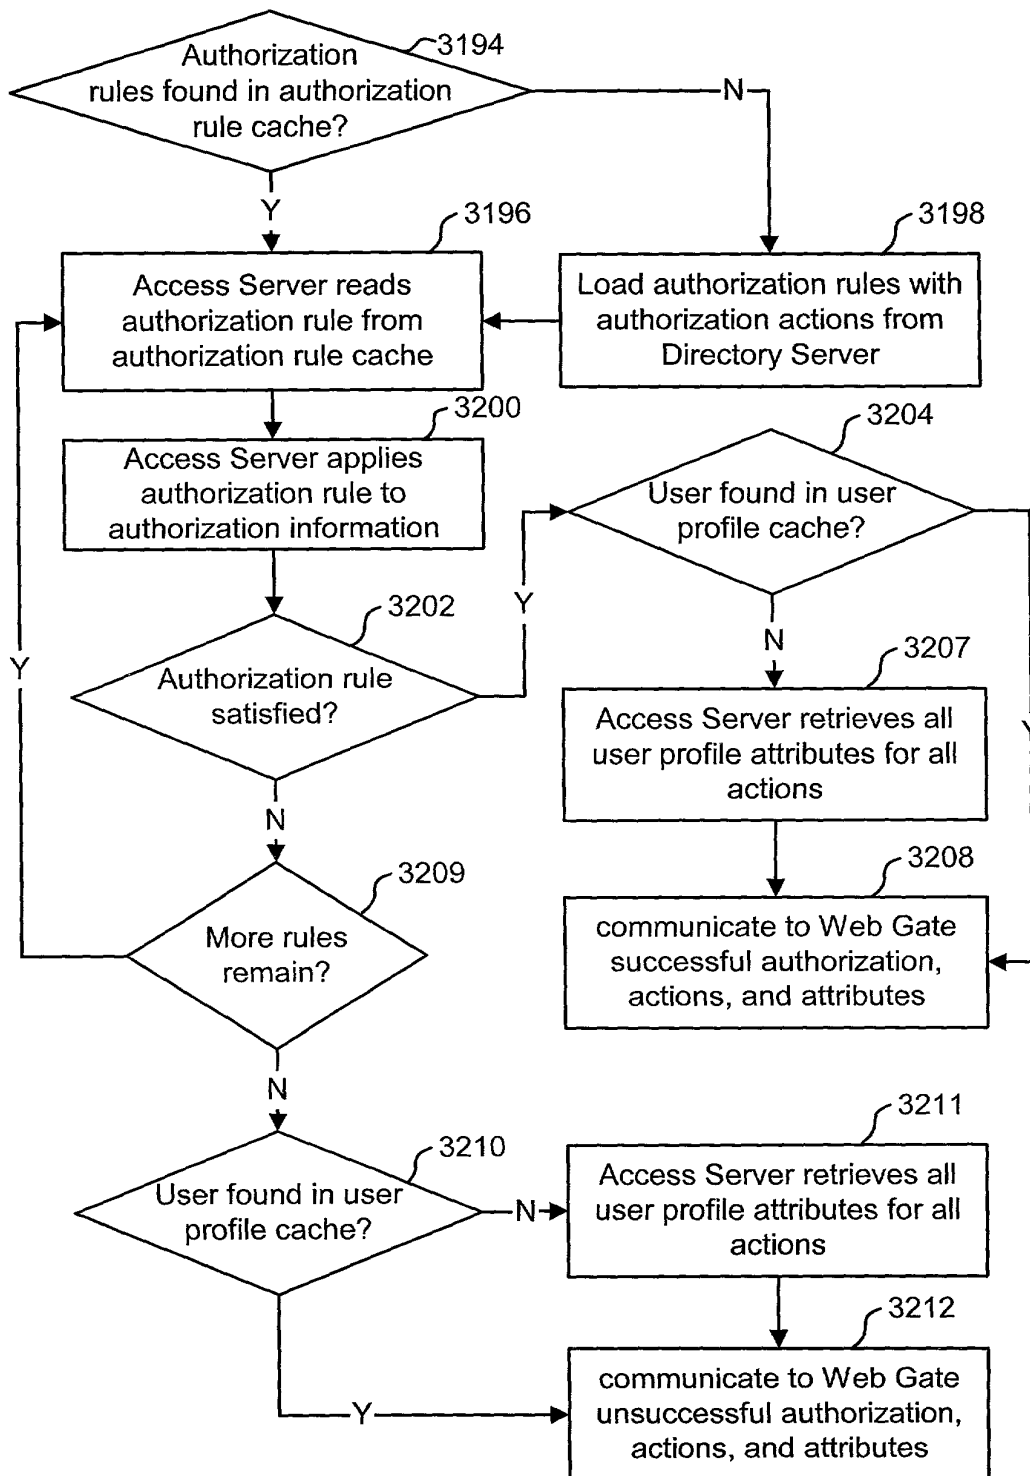 3194
Authorization
rules found in authorization
rule cache?
N
Y
3196
Access Server reads
authorization rule from
authorization rule cache
3198
Load authorization rules with
authorization actions from
Directory Server
3200
Access Server applies
authorization rule to
authorization information
3204
User found in user
profile cache?
Y
N
Y
3202
Authorization rule
satisfied?
Y
N
3207
Access Server retrieves all
user profile attributes for all
actions
3208
communicate to Web Gate
successful authorization,
actions, and attributes
3209
More rules
remain?
N
3210
User found in user
profile cache?
N
Y
3211
Access Server retrieves all
user profile attributes for all
actions
3212
communicate to Web Gate
unsuccessful authorization,
actions, and attributes